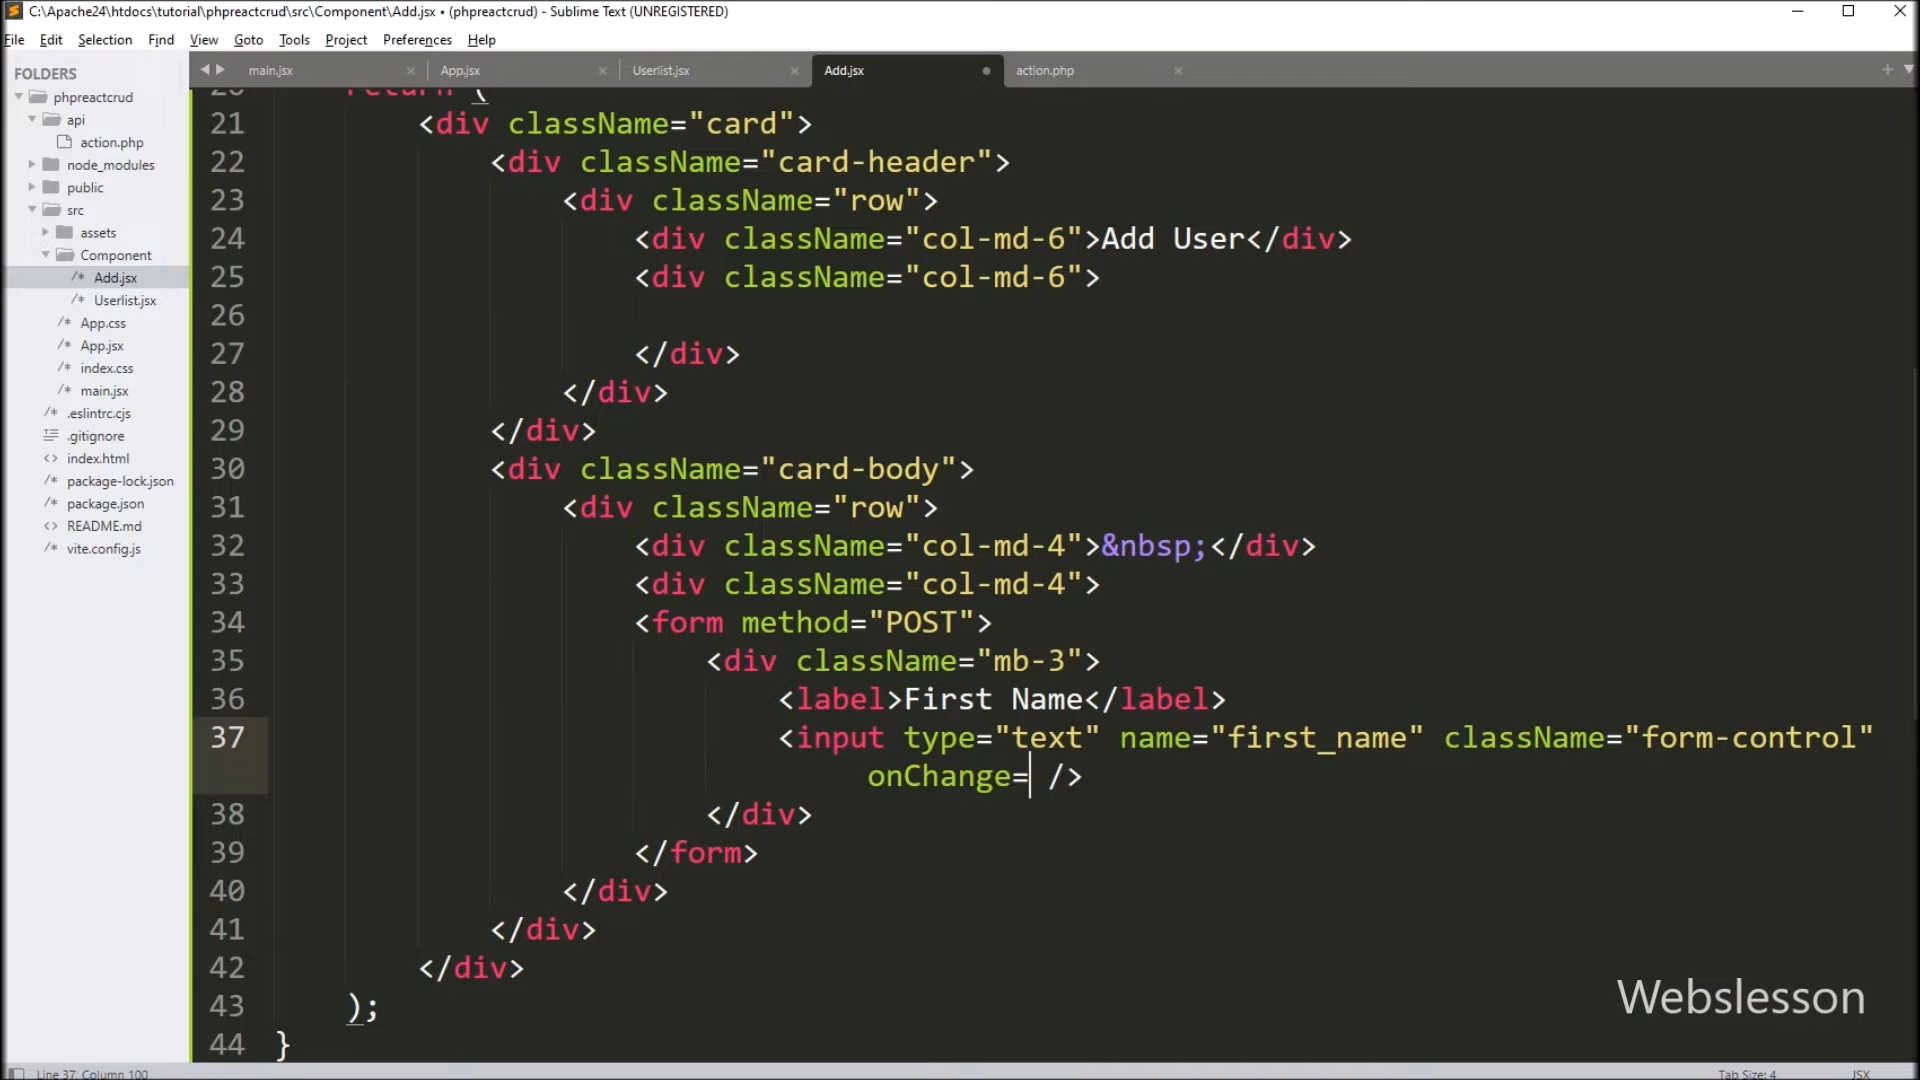 C:\Apache24\htdocs\tutorial\phpreactcrud\src\Component\Add.jsx • (phpreactcrud) - Sublime Text (UNREGISTERED)
File Edit Selection Find View Goto Tools Project Preferences Help
FOLDERS
phpreactcrud
api
action.php
node_modules
public
src
assets
Component
/* Add.jsx
/* Userlist.jsx
/* App.css
/* App.jsx
/* index.css
/* main.jsx
/* .eslintrc.cjs
.gitignore
<> index.html
/* package-lock.json
/* package.json
<> README.md
/* vite.config.js
main.jsx App.jsx Userlist.jsx Add.jsx action.php
20 return (
21 <div className="card">
22 <div className="card-header">
23 <div className="row">
24 <div className="col-md-6">Add User</div>
25 <div className="col-md-6">
26
27 </div>
28 </div>
29 </div>
30 <div className="card-body">
31 <div className="row">
32 <div className="col-md-4">&nbsp;</div>
33 <div className="col-md-4">
34 <form method="POST">
35 <div className="mb-3">
36 <label>First Name</label>
37 <input type="text" name="first_name" className="form-control"
onChange= />
38 </div>
39 </form>
40 </div>
41 </div>
42 </div>
43 );
44 }
Webslesson
Line 37, Column 100 Tab Size: 4 JSX